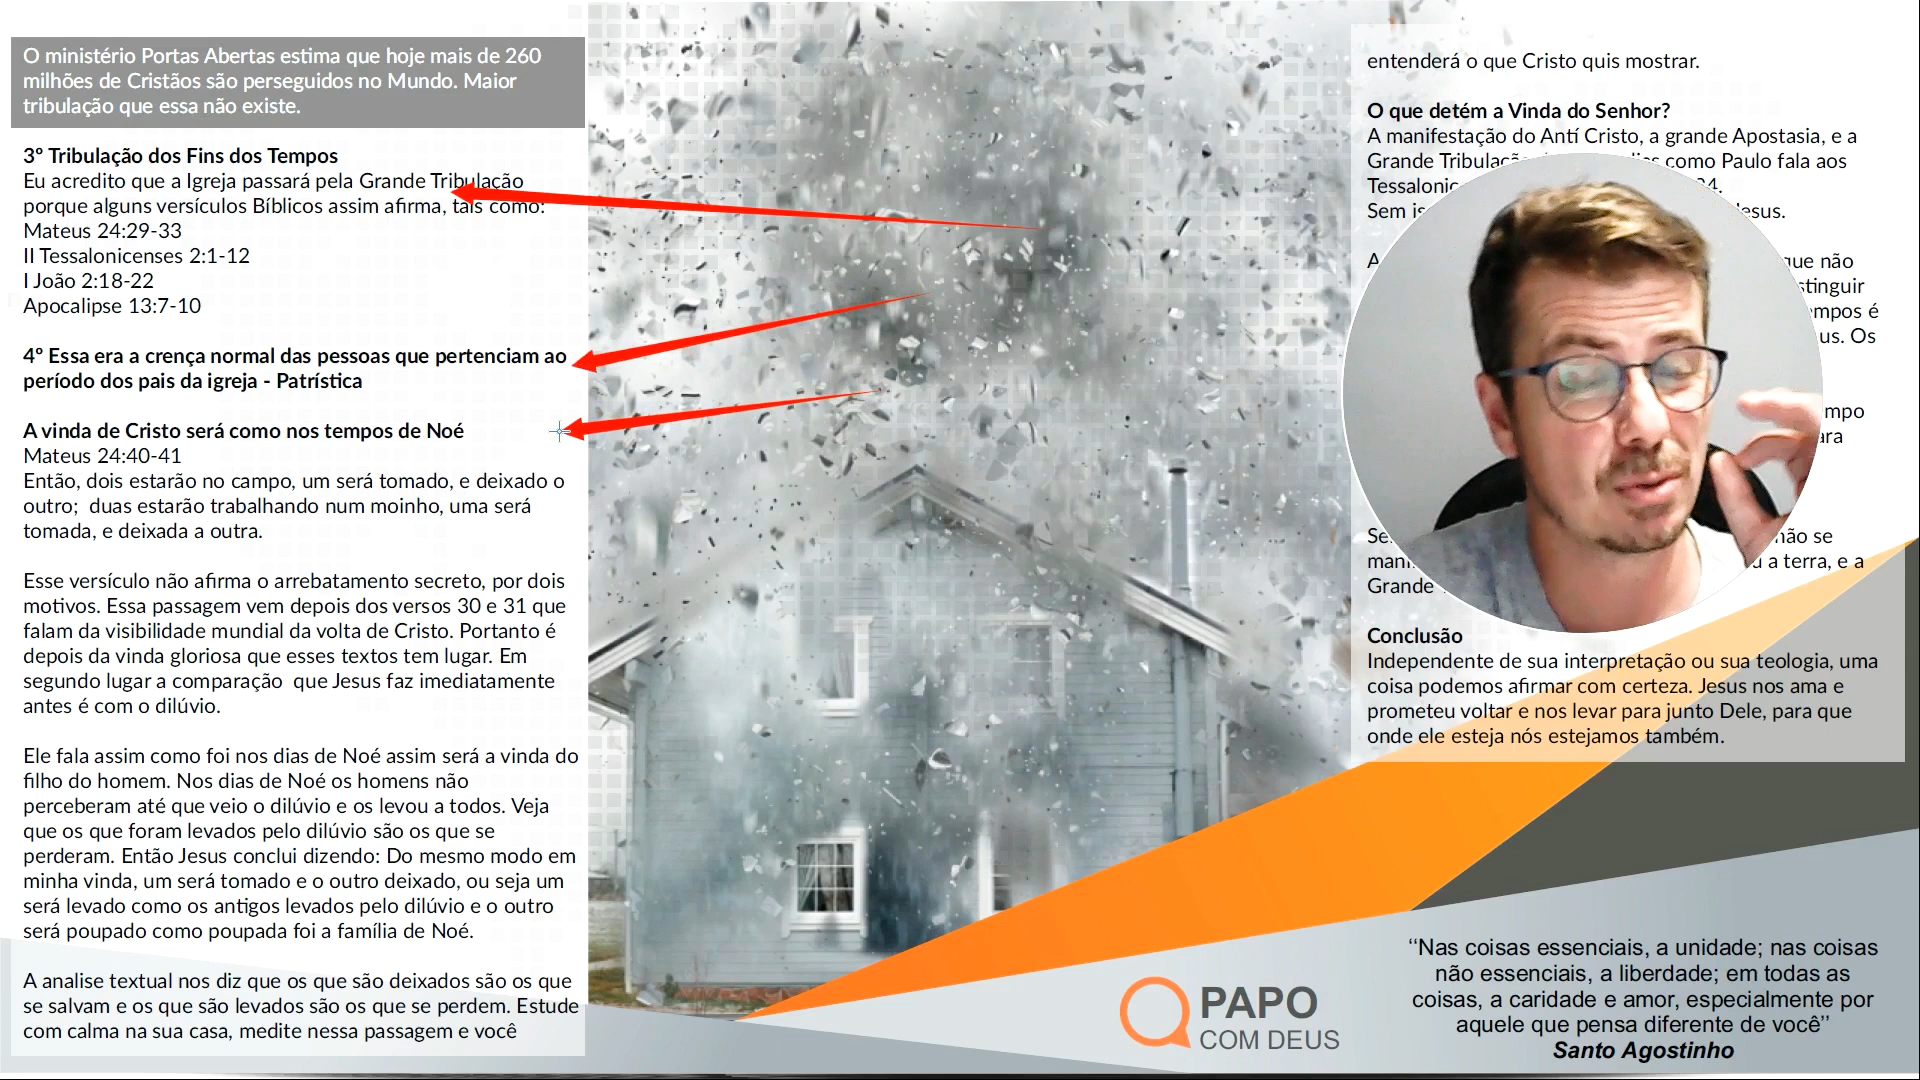 O ministério Portas Abertas estima que hoje mais de 260
milhões de Cristãos são perseguidos no Mundo. Maior
tribulação que essa não existe.
3º Tribulação dos Fins dos Tempos
Eu acredito que a Igreja passará pela Grande Tribulação
porque alguns versículos Bíblicos assim afirma, tais como:
Mateus 24:29-33
II Tessalonicenses 2:1-12
I João 2:18-22
Apocalipse 13:7-10
4º Essa era a crença normal das pessoas que pertenciam ao
período dos pais da igreja - Patrística
A vinda de Cristo será como nos tempos de Noé
Mateus 24:40-41
Então, dois estarão no campo, um será tomado, e deixado o
outro; duas estarão trabalhando num moinho, uma será
tomada, e deixada a outra.
Esse versículo não afirma o arrebatamento secreto, por dois
motivos. Essa passagem vem depois dos versos 30 e 31 que
falam da visibilidade mundial da volta de Cristo. Portanto é
depois da vinda gloriosa que esses textos tem lugar. Em
segundo lugar a comparação que Jesus faz imediatamente
antes é com o dilúvio.
Ele fala assim como foi nos dias de Noé assim será a vinda do
filho do homem. Nos dias de Noé os homens não
perceberam até que veio o dilúvio e os levou a todos. Veja
que os que foram levados pelo dilúvio são os que se
perderam. Então Jesus conclui dizendo: Do mesmo modo em
minha vinda, um será tomado e o outro deixado, ou seja um
será levado como os antigos levados pelo dilúvio e o outro
será poupado como poupada foi a família de Noé.
A analise textual nos diz que os que são deixados são os que
se salvam e os que são levados são os que se perdem. Estude
com calma na sua casa, medite nessa passagem e você
entenderá o que Cristo quis mostrar.
O que detém a Vinda do Senhor?
A manifestação do Antí Cristo, a grande Apostasia, e a
Grande como Paulo fala aos
Sem
que não
us. Os
não se
a terra, e a
Grande
Conclusão
Independente de sua interpretação ou sua teologia, uma
coisa podemos afirmar com certeza. Jesus nos ama e
prometeu voltar e nos levar para junto Dele, para que
onde ele esteja nós estejamos também.
PAPO
COM DEUS
‘‘Nas coisas essenciais, a unidade; nas coisas
não essenciais, a liberdade; em todas as
coisas, a caridade e amor, especialmente por
aquele que pensa diferente de você’’
Santo Agostinho